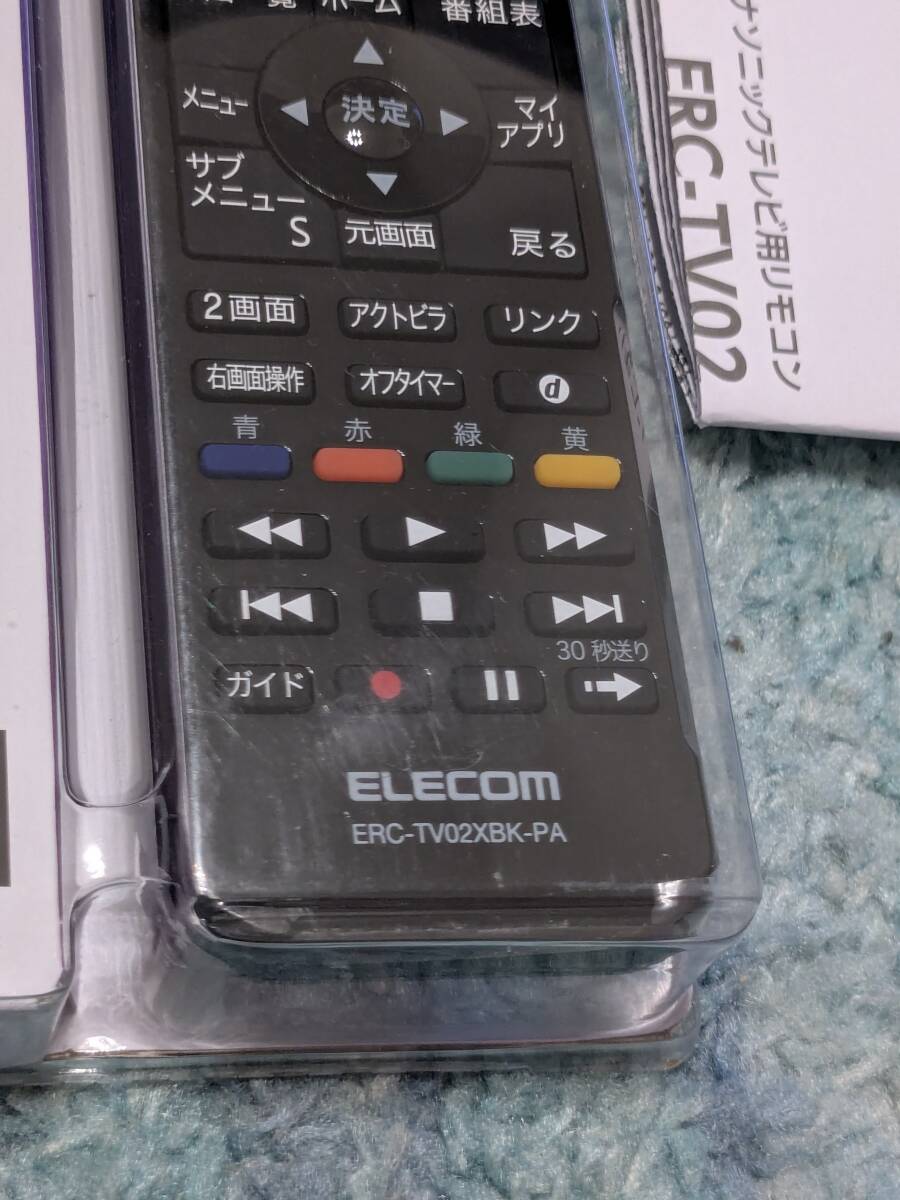 ホーム
番組表
メニュー
決定
マイ
アプリ
サブ
メニュー
S
元画面
戻る
2画面
アクトビラ
リンク
右画面操作
オフタイマー
d
青
赤
緑
黄
30秒送り
ガイド
ELECOM
ERC-TV02XBK-PA
ナソニックテレビ用リモコン
ERC-TV02